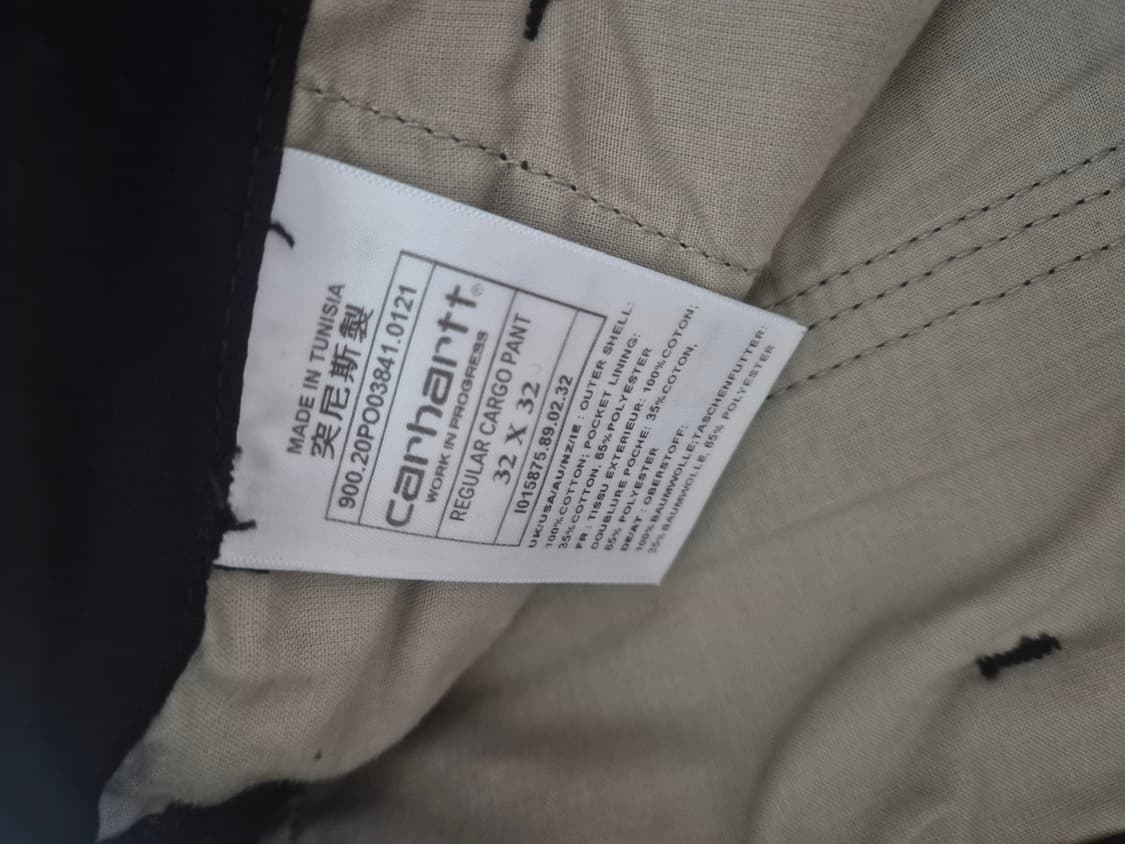 MADE IN TUNISIA
突尼斯製
900.20PO03841.0121
carhartt®
WORK IN PROGRESS
REGULAR CARGO PANT
32 X 32
I015875.89.02.32
UK/USA/AU/NZ/IE : OUTER SHELL:
100%COTTON; POCKET LINING:
35%COTTON, 65%POLYESTER
FR : TISSU EXTERIEUR: 100%COTON;
DOUBLURE POCHE: 35%COTON,
65% POLYESTER
DE/AT : OBERSTOFF:
100%BAUMWOLLE;TASCHENFUTTER:
35%BAUMWOLLE, 65% POLYESTER